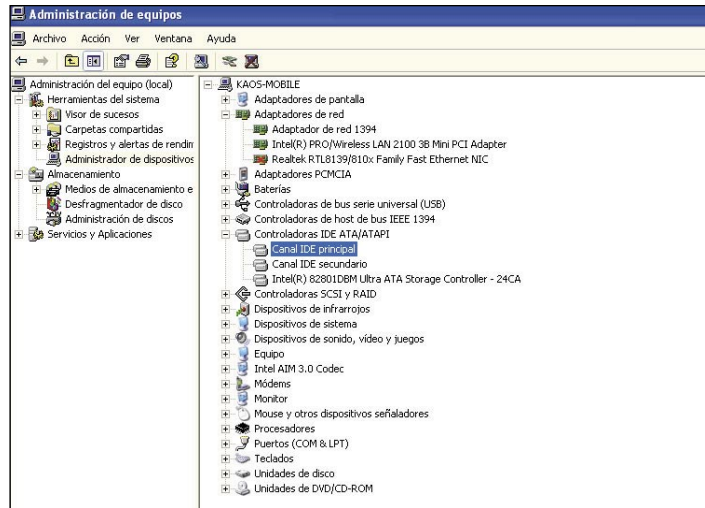 Administración de equipos
Archivo Acción Ver Ventana Ayuda
Administración del equipo (local)
Herramientas del sistema
Visor de sucesos
Carpetas compartidas
Registros y alertas de rendim
Administrador de dispositivos
Almacenamiento
Medios de almacenamiento e
Desfragmentador de disco
Administración de discos
Servicios y Aplicaciones
KAOS-MOBILE
Adaptadores de pantalla
Adaptadores de red
Adaptador de red 1394
Intel(R) PRO/Wireless LAN 2100 3B Mini PCI Adapter
Realtek RTL8139/810x Family Fast Ethernet NIC
Adaptadores PCMCIA
Baterías
Controladoras de bus serie universal (USB)
Controladoras de host de bus IEEE 1394
Controladoras IDE ATA/ATAPI
Canal IDE principal
Canal IDE secundario
Intel(R) 82801DBM Ultra ATA Storage Controller - 24CA
Controladoras SCSI y RAID
Dispositivos de infrarrojos
Dispositivos de sistema
Dispositivos de sonido, vídeo y juegos
Equipo
Intel AIM 3.0 Codec
Módems
Monitor
Mouse y otros dispositivos señaladores
Procesadores
Puertos (COM & LPT)
Teclados
Unidades de disco
Unidades de DVD/CD-ROM